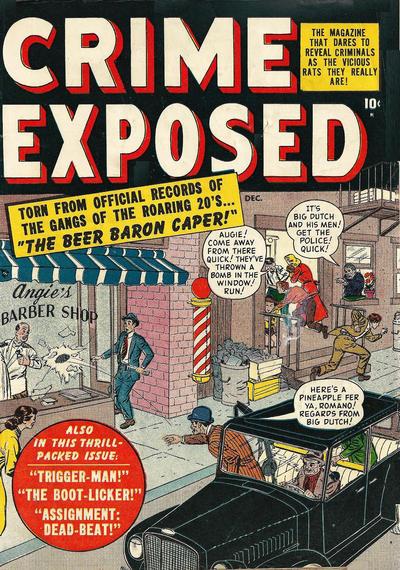 CRIME
EXPOSED
THE MAGAZINE
THAT DARES TO
REVEAL CRIMINALS
AS THE VICIOUS
RATS THEY REALLY
ARE!
10¢
TORN FROM OFFICIAL RECORDS OF
THE GANGS OF THE ROARING 20'S...
"THE BEER BARON CAPER!"
DEC.
IT'S
BIG DUTCH
AND HIS MEN!
GET THE
POLICE!
QUICK!
AUGIE!
COME AWAY
FROM THERE
QUICK! THEY'VE
THROWN A
BOMB IN THE
WINDOW!
RUN!
Angie's
BARBER SHOP
HERE'S A
PINEAPPLE FER
YA, ROMANO!
REGARDS FROM
BIG DUTCH!
ALSO
IN THIS THRILL-
PACKED ISSUE:
"TRIGGER-MAN!"
"THE BOOT-LICKER!"
"ASSIGNMENT:
DEAD-BEAT!"